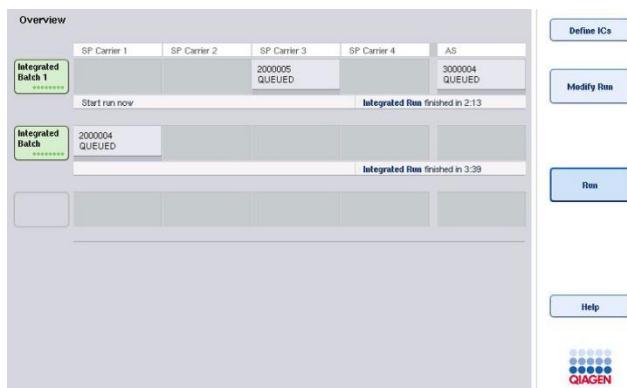 Overview
Define ICs
SP Carrier 1 SP Carrier 2 SP Carrier 3 SP Carrier 4 AS
Integrated
Batch 1
2000005
QUEUED
3000004
QUEUED
Modify Run
Start run now Integrated Run finished in 2:13
Integrated
Batch
2000004
QUEUED
Integrated Run finished in 3:39
Run
Help
QIAGEN